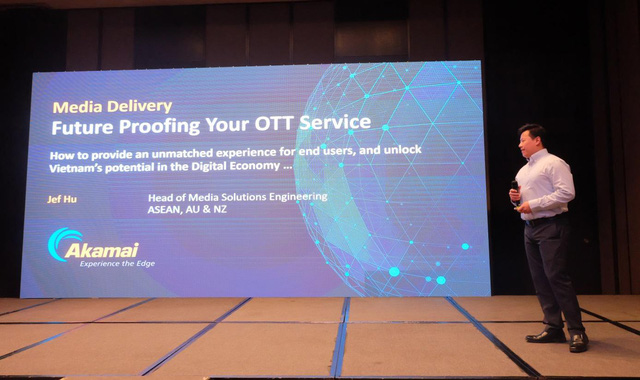 Media Delivery
Future Proofing Your OTT Service
How to provide an unmatched experience for end users, and unlock
Vietnam's potential in the Digital Economy ...
Jef Hu
Head of Media Solutions Engineering
ASEAN, AU & NZ
Akamai
Experience the Edge